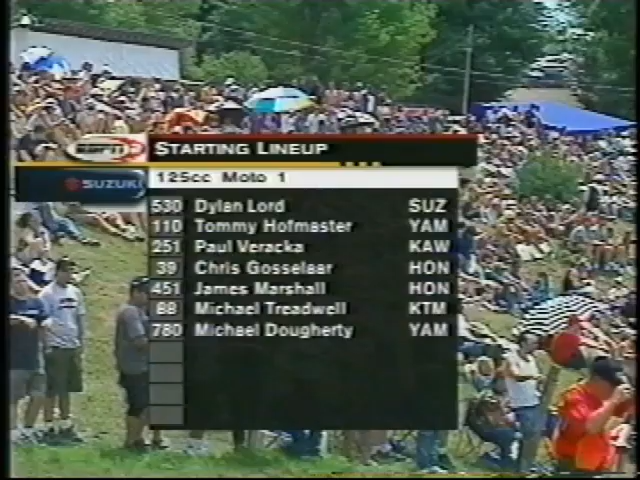 ESPN2 STARTING LINEUP
SUZUKI 125cc Moto 1
530 Dylan Lord SUZ
110 Tommy Hofmaster YAM
251 Paul Veracka KAW
39 Chris Gosselaar HON
451 James Marshall HON
88 Michael Treadwell KTM
780 Michael Dougherty YAM